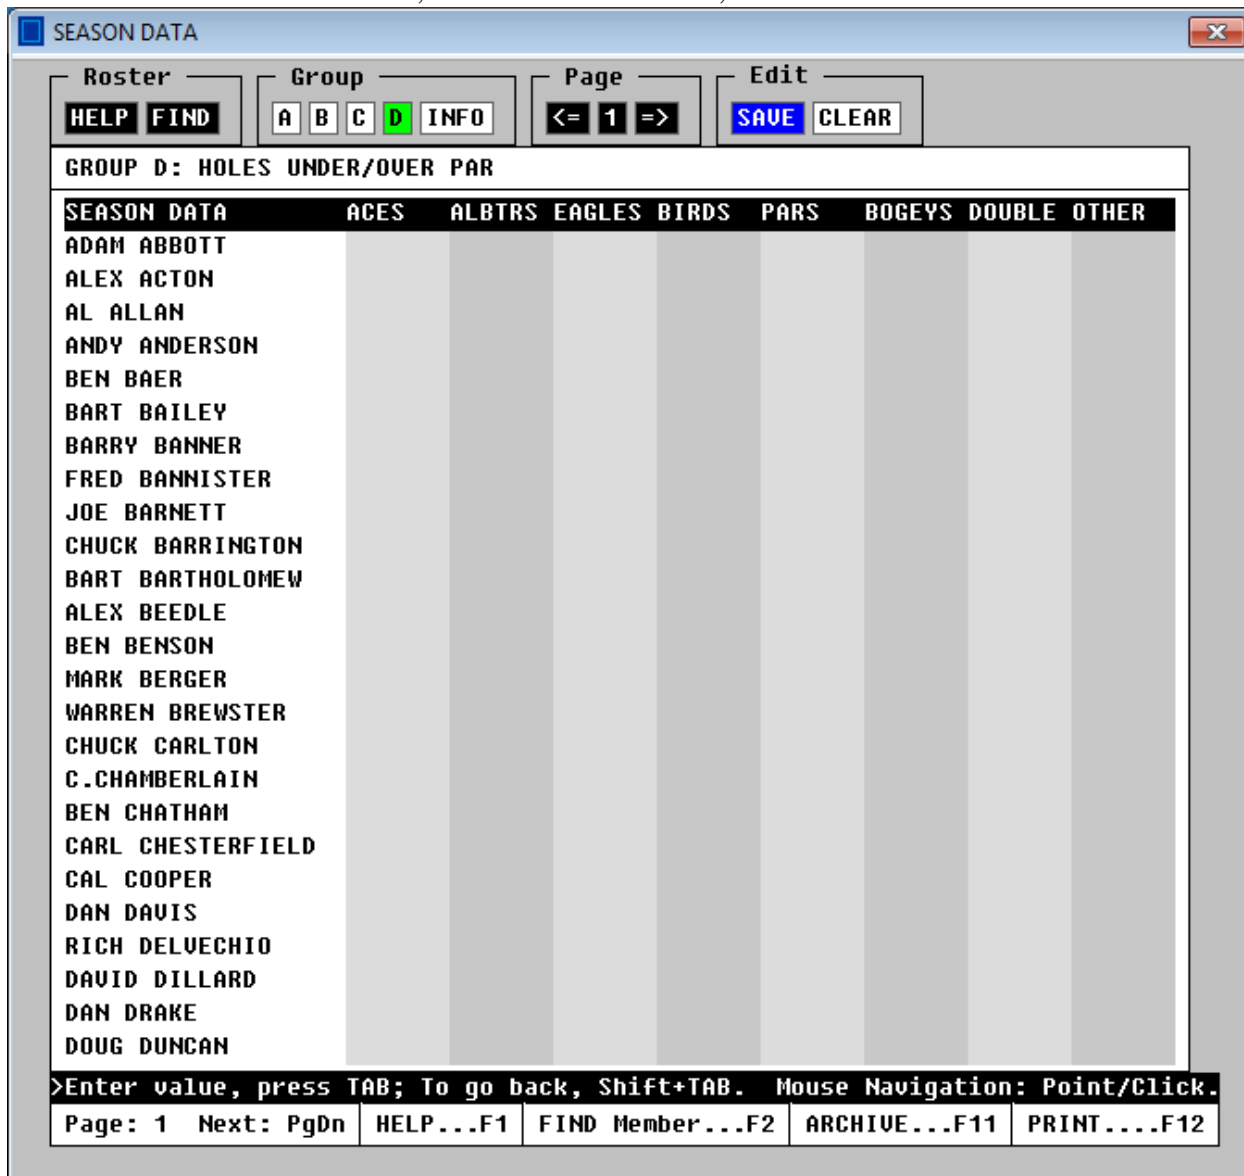 SEASON DATA
Roster Group Page Edit
HELP FIND A B C D INFO <= 1 => SAVE CLEAR
GROUP D: HOLES UNDER/OVER PAR
SEASON DATA ACES ALBTRS EAGLES BIRDS PARS BOGEYS DOUBLE OTHER
ADAM ABBOTT
ALEX ACTON
AL ALLAN
ANDY ANDERSON
BEN BAER
BART BAILEY
BARRY BANNER
FRED BANNISTER
JOE BARNETT
CHUCK BARRINGTON
BART BARTHOLOMEW
ALEX BEEDLE
BEN BENSON
MARK BERGER
WARREN BREWSTER
CHUCK CARLTON
C.CHAMBERLAIN
BEN CHATHAM
CARL CHESTERFIELD
CAL COOPER
DAN DAVIS
RICH DELVECHIO
DAVID DILLARD
DAN DRAKE
DOUG DUNCAN
>Enter value, press TAB; To go back, Shift+TAB. Mouse Navigation: Point/Click.
Page: 1 Next: PgDn HELP...F1 FIND Member...F2 ARCHIVE...F11 PRINT....F12